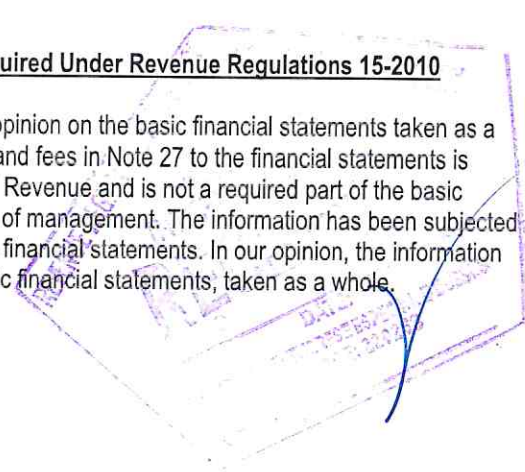 uired Under Revenue Regulations 15-2010
opinion on the basic financial statements taken as a
and fees in Note 27 to the financial statements is
Revenue and is not a required part of the basic
of management. The information has been subjected
financial statements. In our opinion, the information
c financial statements, taken as a whole.
DATE